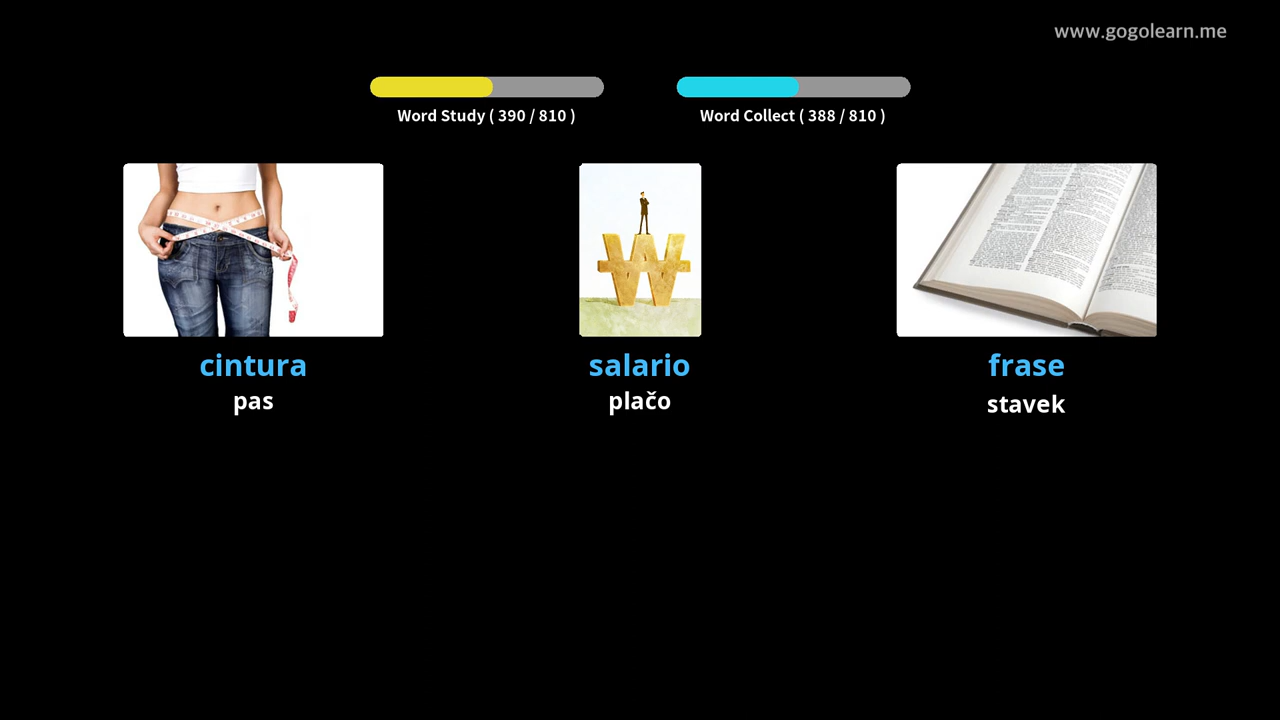 www.gogolearn.me
Word Study ( 390 / 810 )
Word Collect ( 388 / 810 )
cintura
pas
salario
plačo
frase
stavek